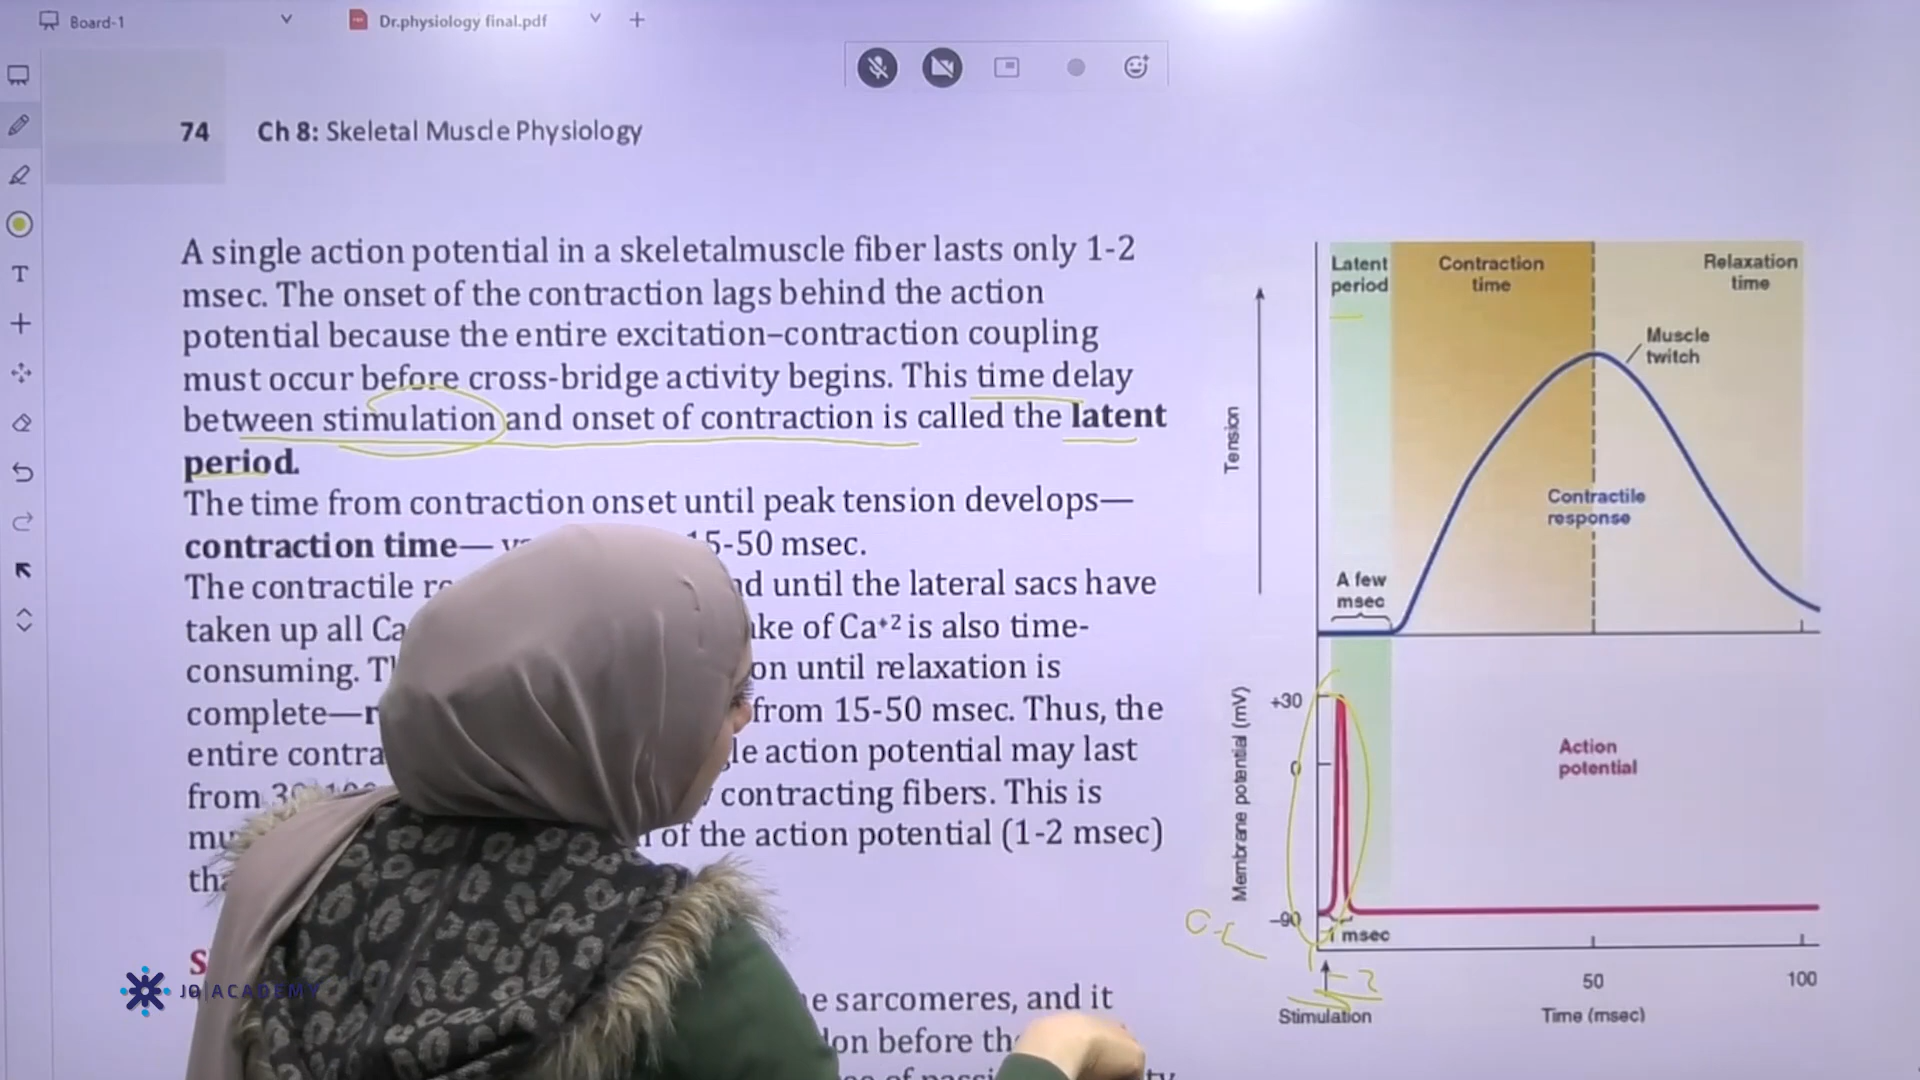 Board-1
Dr.physiology final.pdf
74 Ch 8: Skeletal Muscle Physiology
A single action potential in a skeletalmuscle fiber lasts only 1-2
msec. The onset of the contraction lags behind the action
potential because the entire excitation–contraction coupling
must occur before cross-bridge activity begins. This time delay
between stimulation and onset of contraction is called the latent
period.
The time from contraction onset until peak tension develops—
contraction time— 15-50 msec.
The contractile until the lateral sacs have
taken up all of Ca+2 is also time-
consuming. until relaxation is
complete— from 15-50 msec. Thus, the
entire action potential may last
from contracting fibers. This is
of the action potential (1-2 msec)
sarcomeres, and it
before
JO ACADEMY
Latent
period
Contraction
time
Relaxation
time
Muscle
twitch
Tension
Contractile
response
A few
msec
Membrane potential (mV)
+30
0
–90
Action
potential
1 msec
1-2
50
100
Stimulation
Time (msec)
T